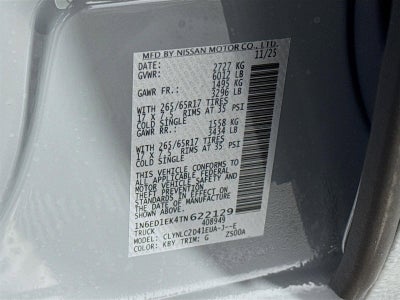 MFD BY NISSAN MOTOR CO., LTD.
DATE: 11/25
GVWR: 2727 KG
6012 LB
GAWR FR.: 1495 KG
3296 LB
WITH 265/65R17 TIRES
17 X 7.5 RIMS AT 35 PSI
COLD SINGLE
GAWR RR.: 1558 KG
3434 LB
WITH 265/65R17 TIRES
17 X 7.5 RIMS AT 35 PSI
COLD SINGLE
THIS VEHICLE CONFORMS TO
ALL APPLICABLE FEDERAL
MOTOR VEHICLE SAFETY
AND THEFT PREVENTION
STANDARDS IN EFFECT ON
THE DATE OF MANUFACTURE
SHOWN ABOVE.
1N6ED1EK4TN622129
TRUCK 408949
MODEL: CLYNLC2D41EUA-J--E
COLOR: KBY TRIM: G ZS00A